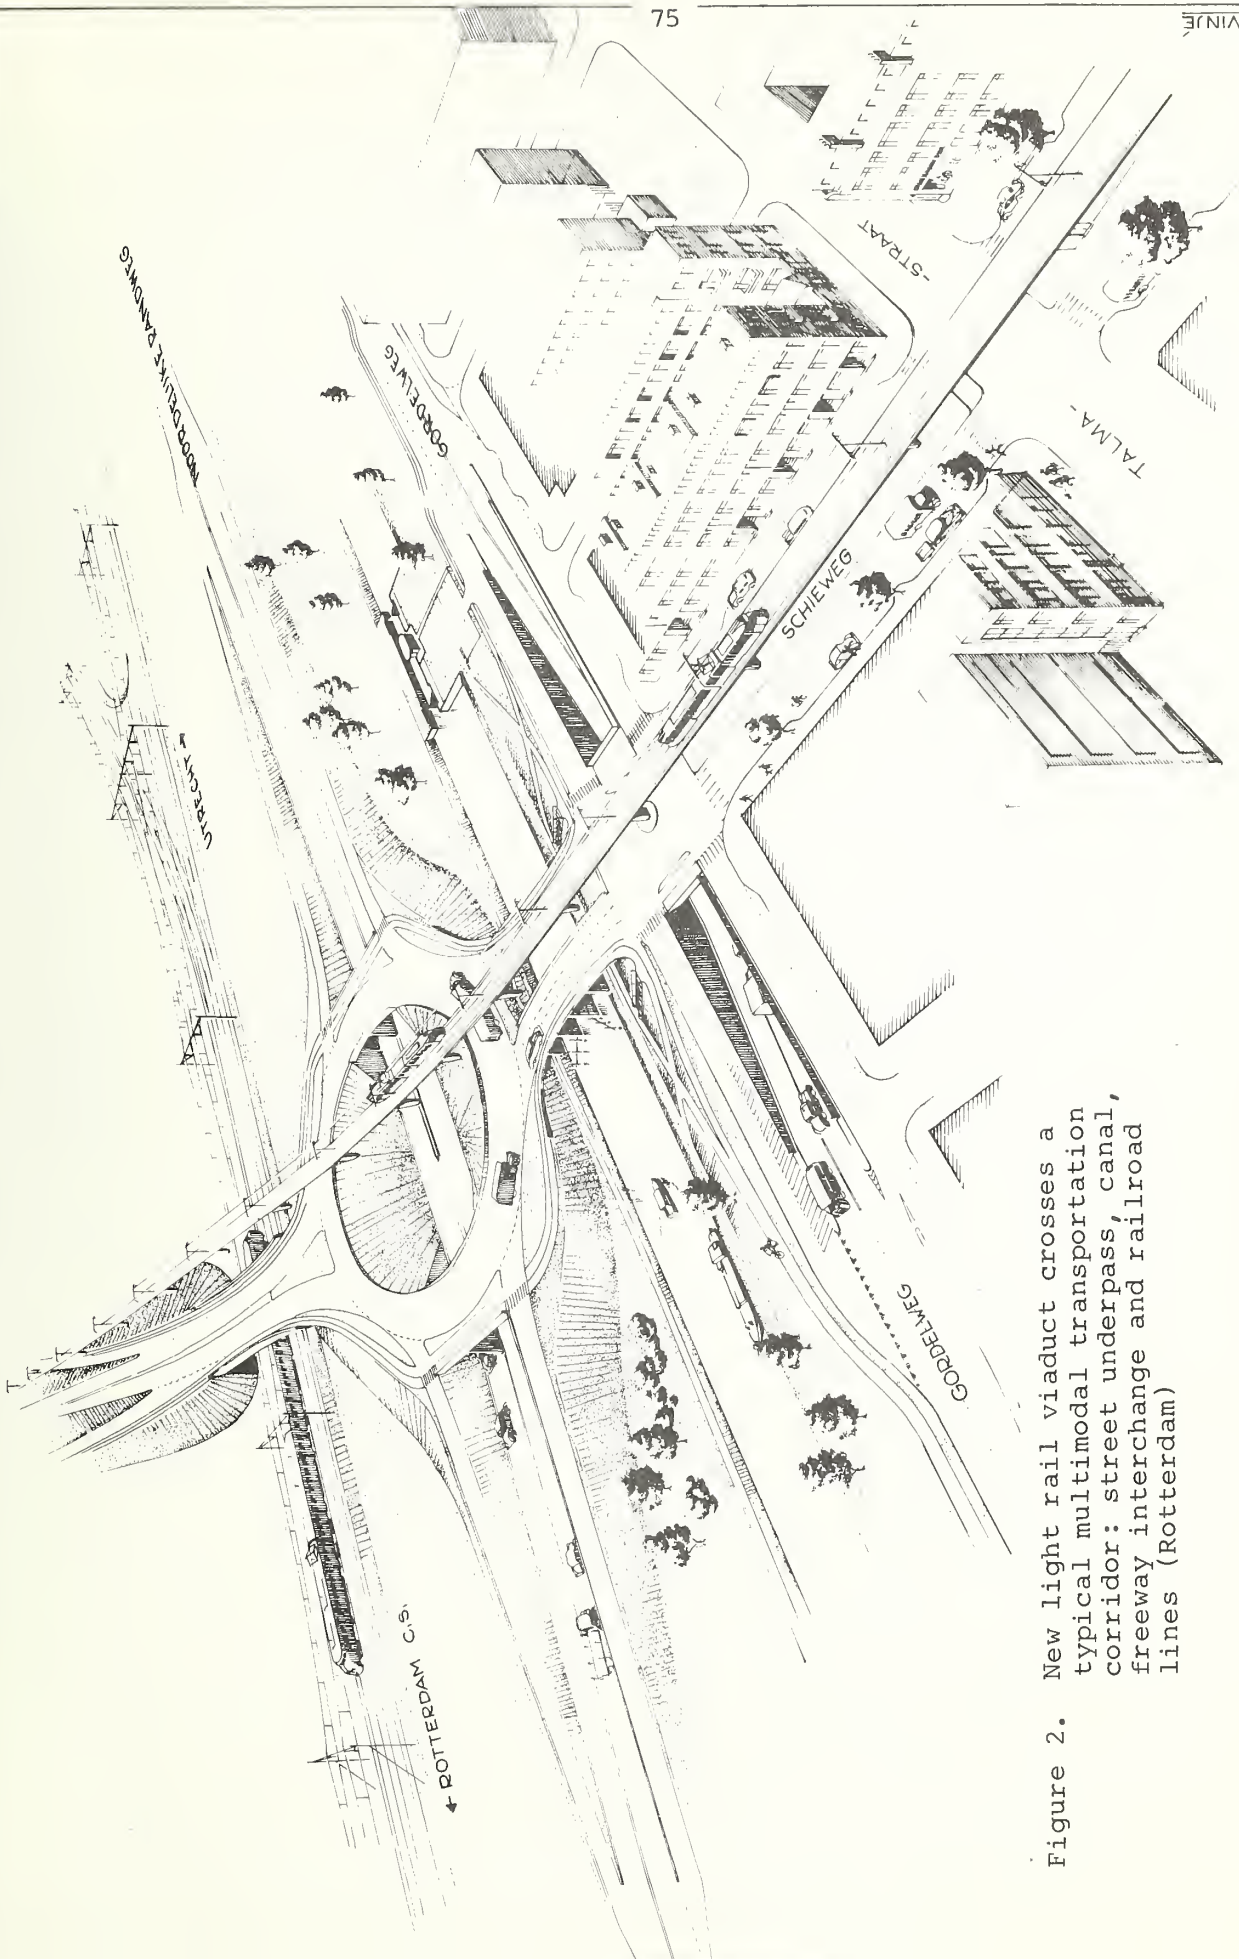 75
VINJÉ
NOORDELIJKE RANDWEG
UTRECHT
GORDELWEG
-STRAAT
TALMA-
SCHIEWEG
GORDELWEG
ROTTERDAM C.S.
Figure 2. New light rail viaduct crosses a
typical multimodal transportation
corridor: street underpass, canal,
freeway interchange and railroad
lines (Rotterdam)